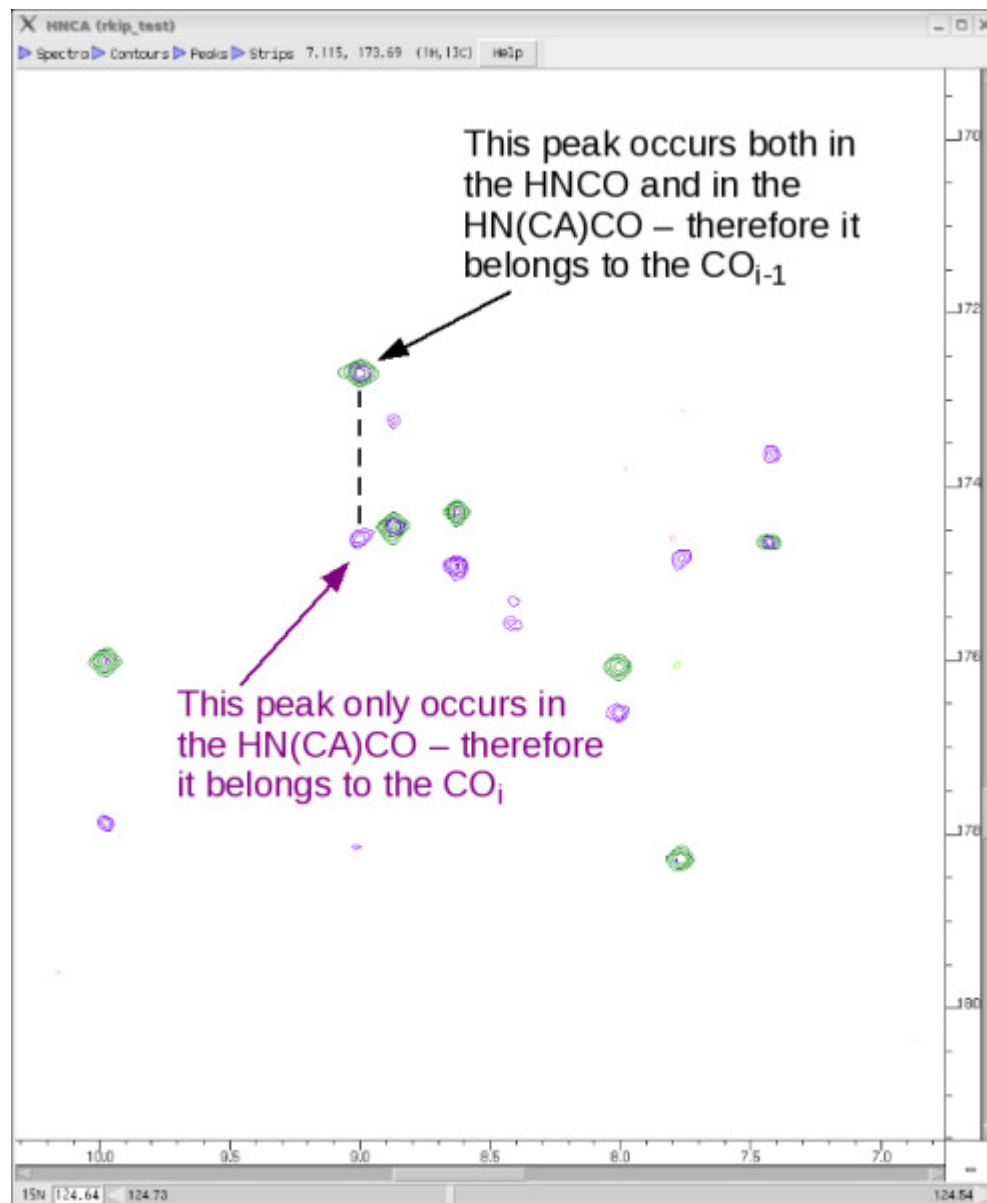 HNCA (rkip_test)
Spectra Contours Peaks Strips 7.115, 173.69 (1H,13C) Help
This peak occurs both in
the HNCO and in the
HN(CA)CO – therefore it
belongs to the COi-1
This peak only occurs in
the HN(CA)CO – therefore
it belongs to the COi
170
172
174
176
178
180
10.0 9.5 9.0 8.5 8.0 7.5 7.0
15N 124.64 124.73 124.54